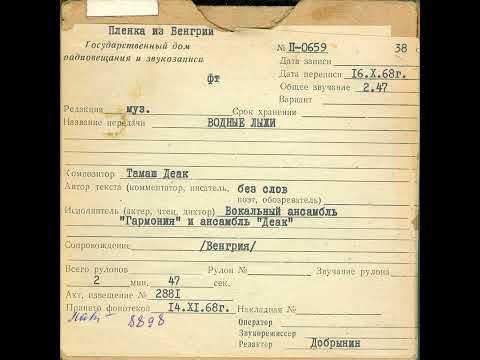 Пленка из Венгрии
Государственный дом
радиовещания и звукозаписи
фт
№ П-0659 38 с
Дата записи
Дата переписи 16.X.68г.
Общее звучание 2.47
Вариант
Редакция муз. Срок хранения
Название передачи ВОДНЫЕ ЛЫЖИ
Композитор Тамаш Деак
Автор текста (комментатор, писатель, без слов
поэт, обозреватель)
Исполнитель (актер, чтец, диктор) Вокальный ансамбль
"Гармония" и ансамбль "Деак"
Сопровождение /Венгрия/
Всего рулонов Рулон № Звучание рулона
2 мин. 47 сек.
Акт. извещение № 2881
Принято фонотекой 14.XI.68г. Накладная №
8898
Оператор
Звукорежиссер
Редактор Добрынин